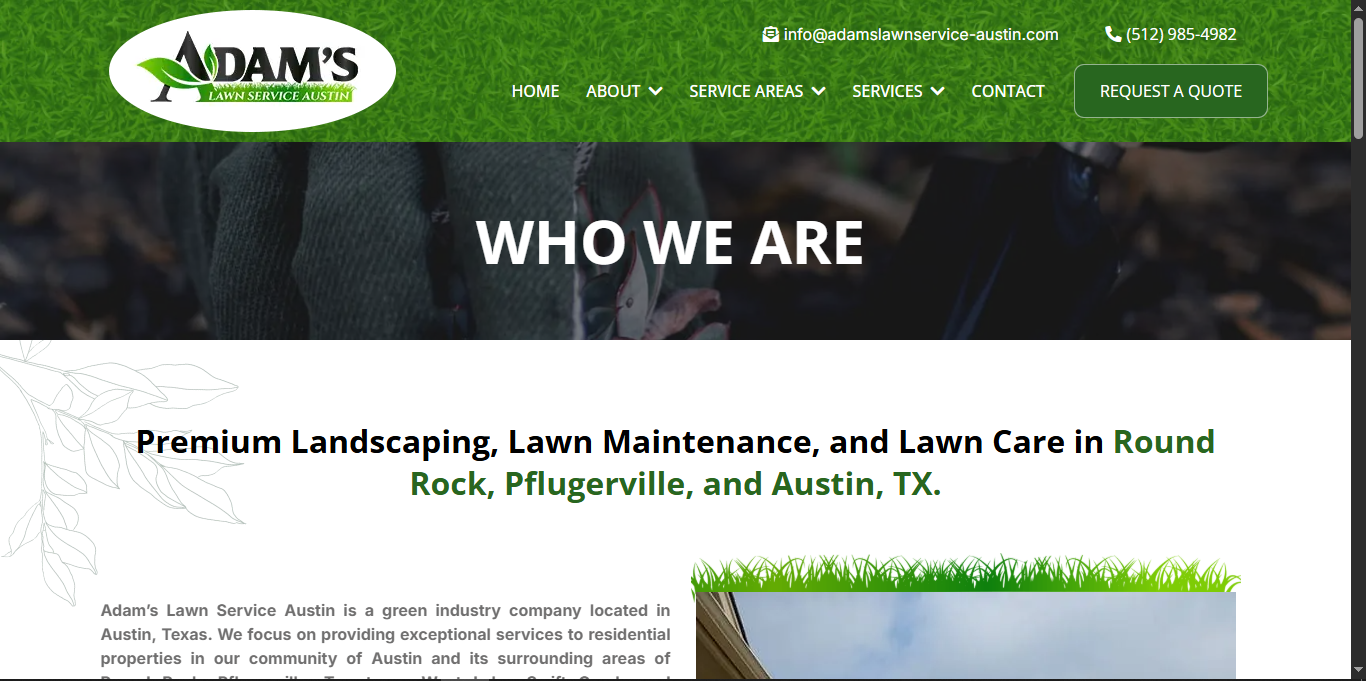 ADAM'S
LAWN SERVICE AUSTIN
info@adamslawnservice-austin.com
(512) 985-4982
HOME
ABOUT
SERVICE AREAS
SERVICES
CONTACT
REQUEST A QUOTE
WHO WE ARE
Premium Landscaping, Lawn Maintenance, and Lawn Care in Round
Rock, Pflugerville, and Austin, TX.
Adam’s Lawn Service Austin is a green industry company located in
Austin, Texas. We focus on providing exceptional services to residential
properties in our community of Austin and its surrounding areas of